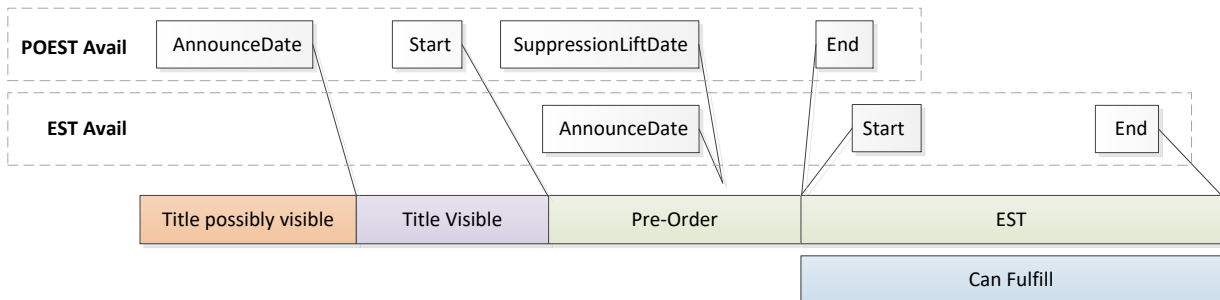 POEST Avail AnnounceDate Start SuppressionLiftDate End
EST Avail AnnounceDate Start End
Title possibly visible Title Visible Pre-Order EST
Can Fulfill